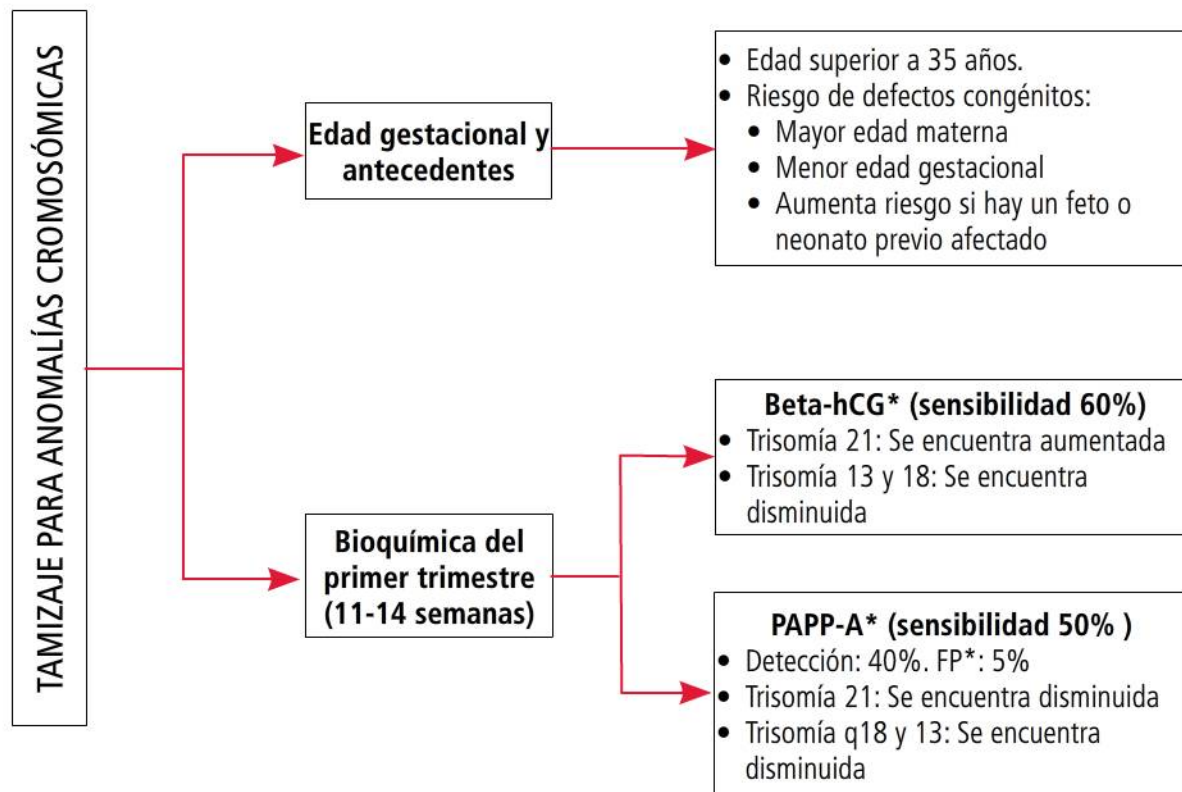 TAMIZAJE PARA ANOMALÍAS CROMOSÓMICAS
Edad gestacional y
antecedentes
• Edad superior a 35 años.
• Riesgo de defectos congénitos:
• Mayor edad materna
• Menor edad gestacional
• Aumenta riesgo si hay un feto o
neonato previo afectado
Bioquímica del
primer trimestre
(11-14 semanas)
Beta-hCG* (sensibilidad 60%)
• Trisomía 21: Se encuentra aumentada
• Trisomía 13 y 18: Se encuentra
disminuida
PAPP-A* (sensibilidad 50% )
• Detección: 40%. FP*: 5%
• Trisomía 21: Se encuentra disminuida
• Trisomía q18 y 13: Se encuentra
disminuida